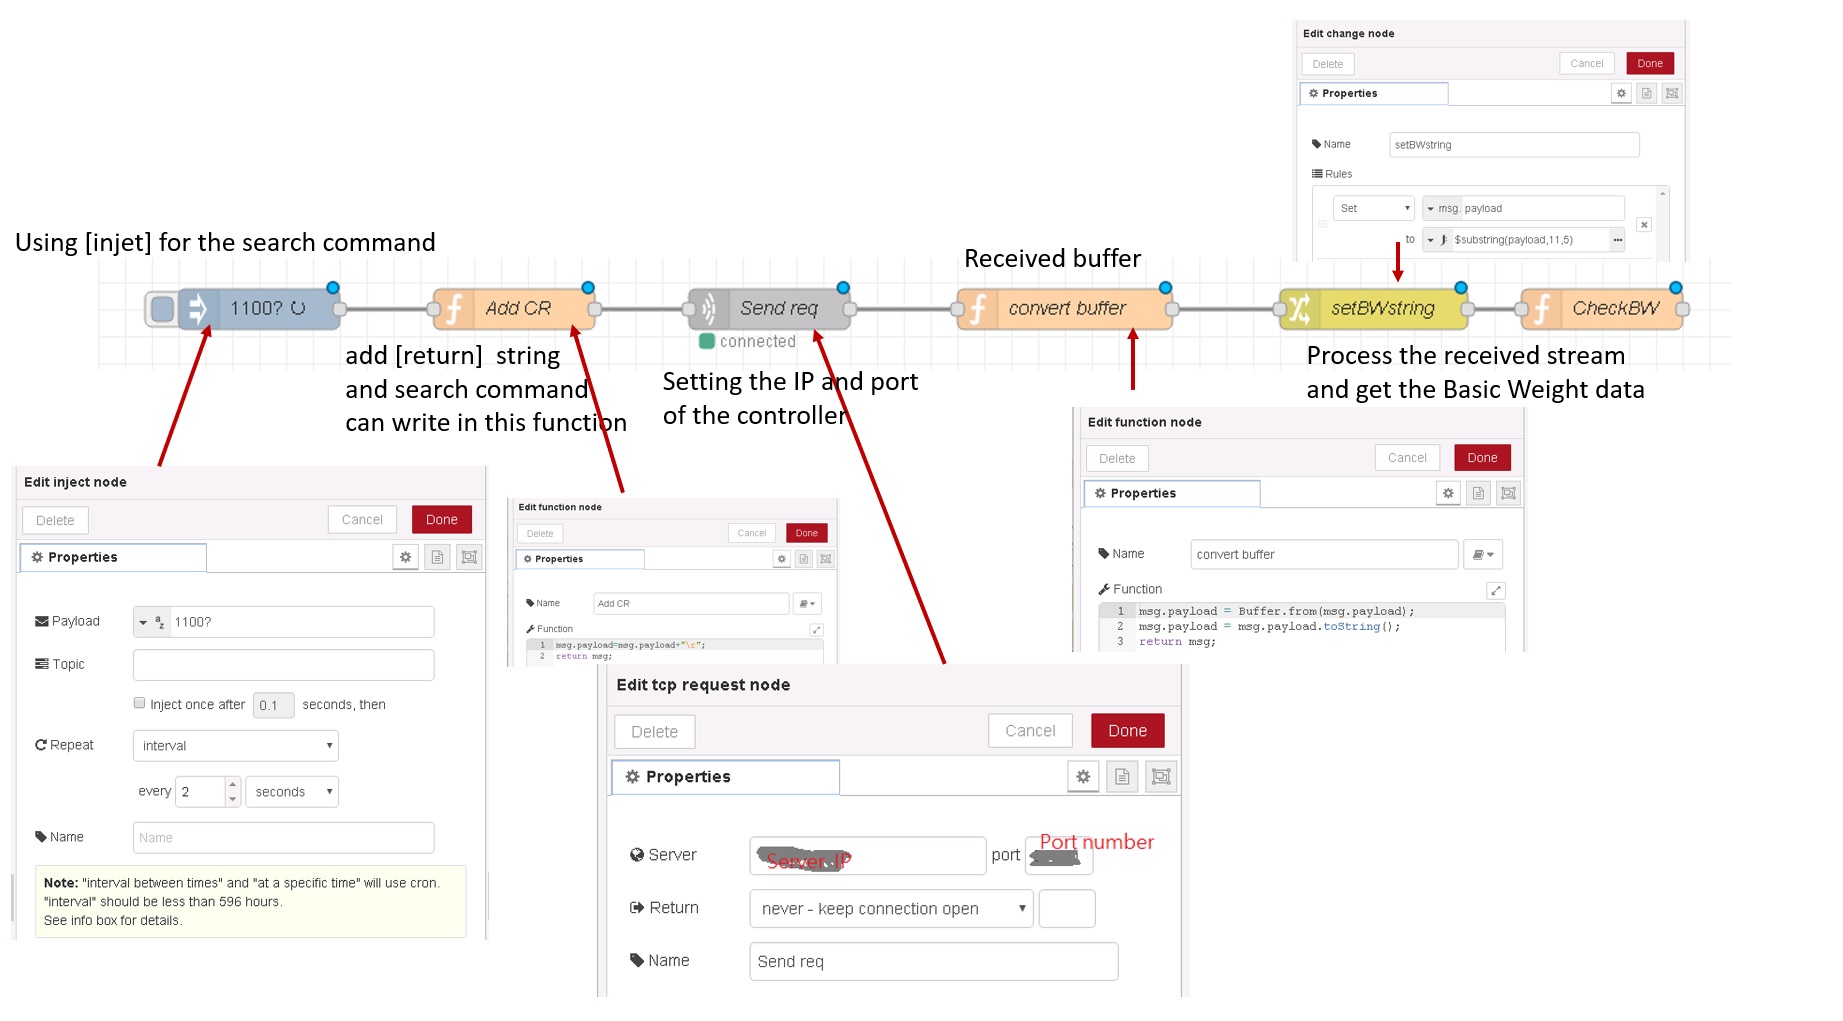 Edit change node
Delete
Cancel
Done
Properties
Name
setBWstring
Rules
Set
msg. payload
to
$substring(payload,11,5)
Using [injet] for the search command
Received buffer
1100? ↻
Add CR
Send req
convert buffer
setBWstring
CheckBW
connected
add [return]  string
and search command
can write in this function
Setting the IP and port
of the controller
Process the received stream
and get the Basic Weight data
Edit inject node
Delete
Cancel
Done
Properties
Payload
1100?
Topic
Inject once after 0.1 seconds, then
Repeat
interval
every 2 seconds
Name
Name
Note: "interval between times" and "at a specific time" will use cron.
"interval" should be less than 596 hours.
See info box for details.
Edit function node
Delete
Cancel
Done
Properties
Name
Add CR
Function
1 msg.payload=msg.payload+"\r";
2 return msg;
Edit function node
Delete
Cancel
Done
Properties
Name
convert buffer
Function
1 msg.payload = Buffer.from(msg.payload);
2 msg.payload = msg.payload.toString();
3 return msg;
Edit tcp request node
Delete
Cancel
Done
Properties
Server
Server IP
port
Port number
Return
never - keep connection open
Name
Send req